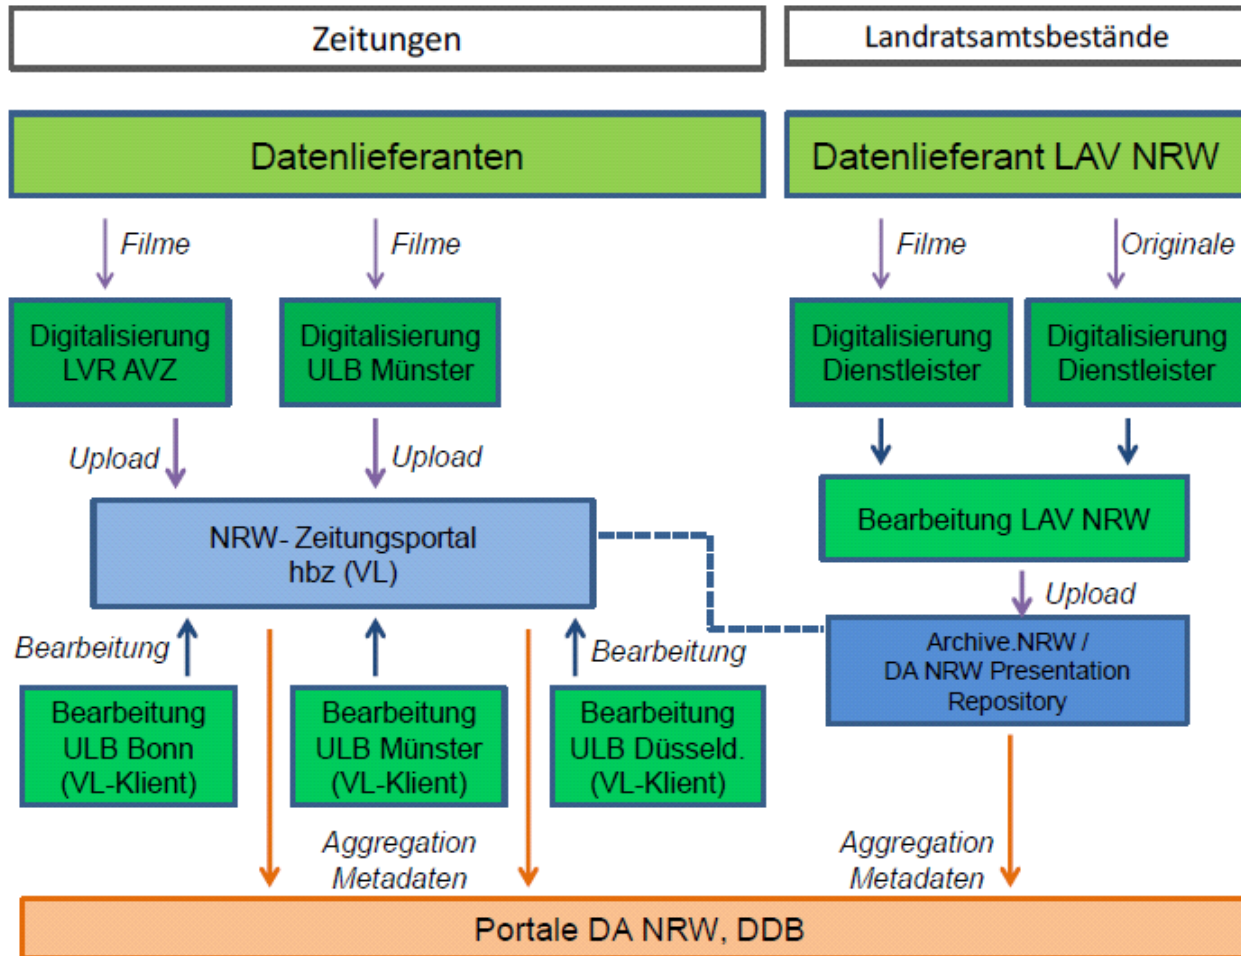 Zeitungen
Landratsamtsbestände
Datenlieferanten
Datenlieferant LAV NRW
Filme
Filme
Filme
Originale
Digitalisierung
LVR AVZ
Digitalisierung
ULB Münster
Digitalisierung
Dienstleister
Digitalisierung
Dienstleister
Upload
Upload
NRW- Zeitungsportal
hbz (VL)
Bearbeitung LAV NRW
Upload
Bearbeitung
Bearbeitung
Archive.NRW /
DA NRW Presentation
Repository
Bearbeitung
ULB Bonn
(VL-Klient)
Bearbeitung
ULB Münster
(VL-Klient)
Bearbeitung
ULB Düsseld.
(VL-Klient)
Aggregation
Metadaten
Aggregation
Metadaten
Portale DA NRW, DDB